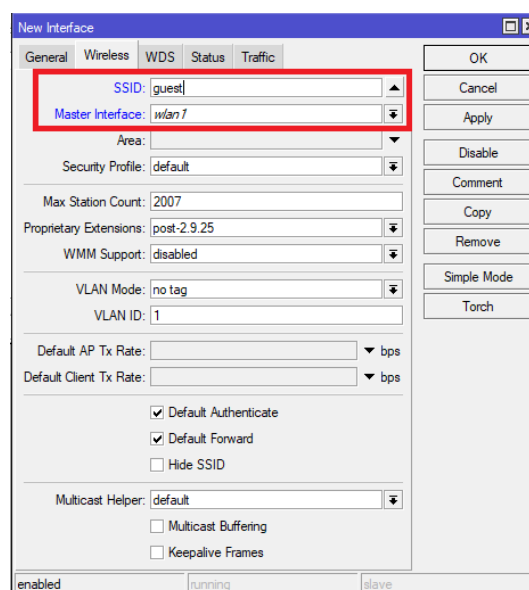 New Interface
General Wireless WDS Status Traffic
OK
SSID: guest
Cancel
Master Interface: wlan1
Apply
Area:
Disable
Security Profile: default
Comment
Max Station Count: 2007
Copy
Proprietary Extensions: post-2.9.25
Remove
WMM Support: disabled
Simple Mode
VLAN Mode: no tag
Torch
VLAN ID: 1
Default AP Tx Rate: bps
Default Client Tx Rate: bps
Default Authenticate
Default Forward
Hide SSID
Multicast Helper: default
Multicast Buffering
Keepalive Frames
enabled running slave